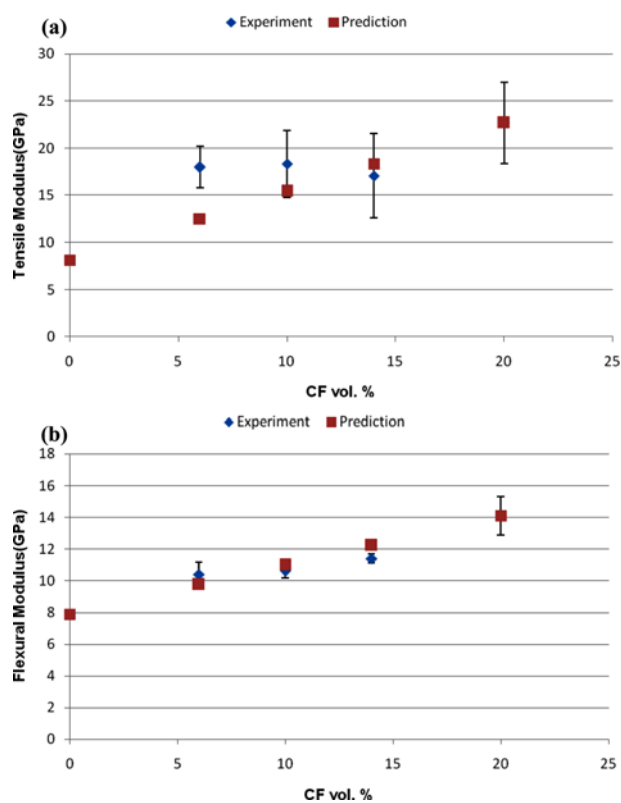 (a)
Experiment Prediction
30
25
20
15
10
5
0
0 5 10 15 20 25
Tensile Modulus(GPa)
CF vol. %
(b)
Experiment Prediction
18
16
14
12
10
8
6
4
2
0
0 5 10 15 20 25
Flexural Modulus(GPa)
CF vol. %